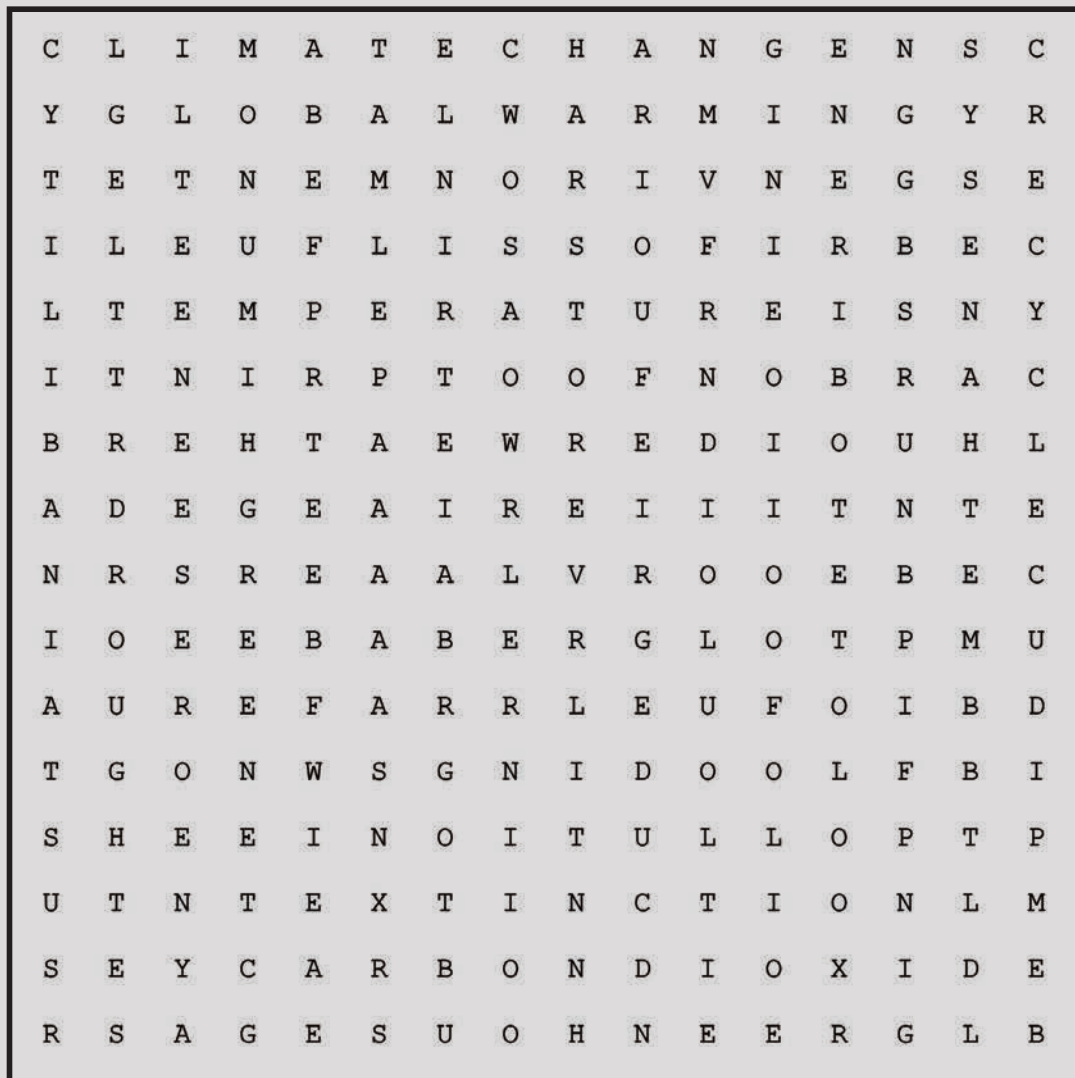 C L I M A T E C H A N G E N S C
Y G L O B A L W A R M I N G Y R
T E T N E M N O R I V N E G S E
I L E U F L I S S O F I R B E C
L T E M P E R A T U R E I S N Y
I T N I R P T O O F N O B R A C
B R E H T A E W R E D I O U H L
A D E G E A I R E I I I T N T E
N R S R E A A L V R O O E B E C
I O E E B A B E R G L O T P M U
A U R E F A R R L E U F O I B D
T G O N W S G N I D O O L F B I
S H E E I N O I T U L L O P T P
U T N T E X T I N C T I O N L M
S E Y C A R B O N D I O X I D E
R S A G E S U O H N E E R G L B